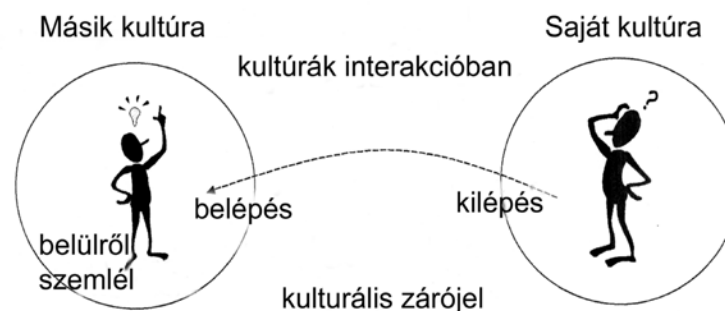 Másik kultúra
Saját kultúra
kultúrák interakcióban
?
belépés
kilépés
belülről
szemlél
kulturális zárójel